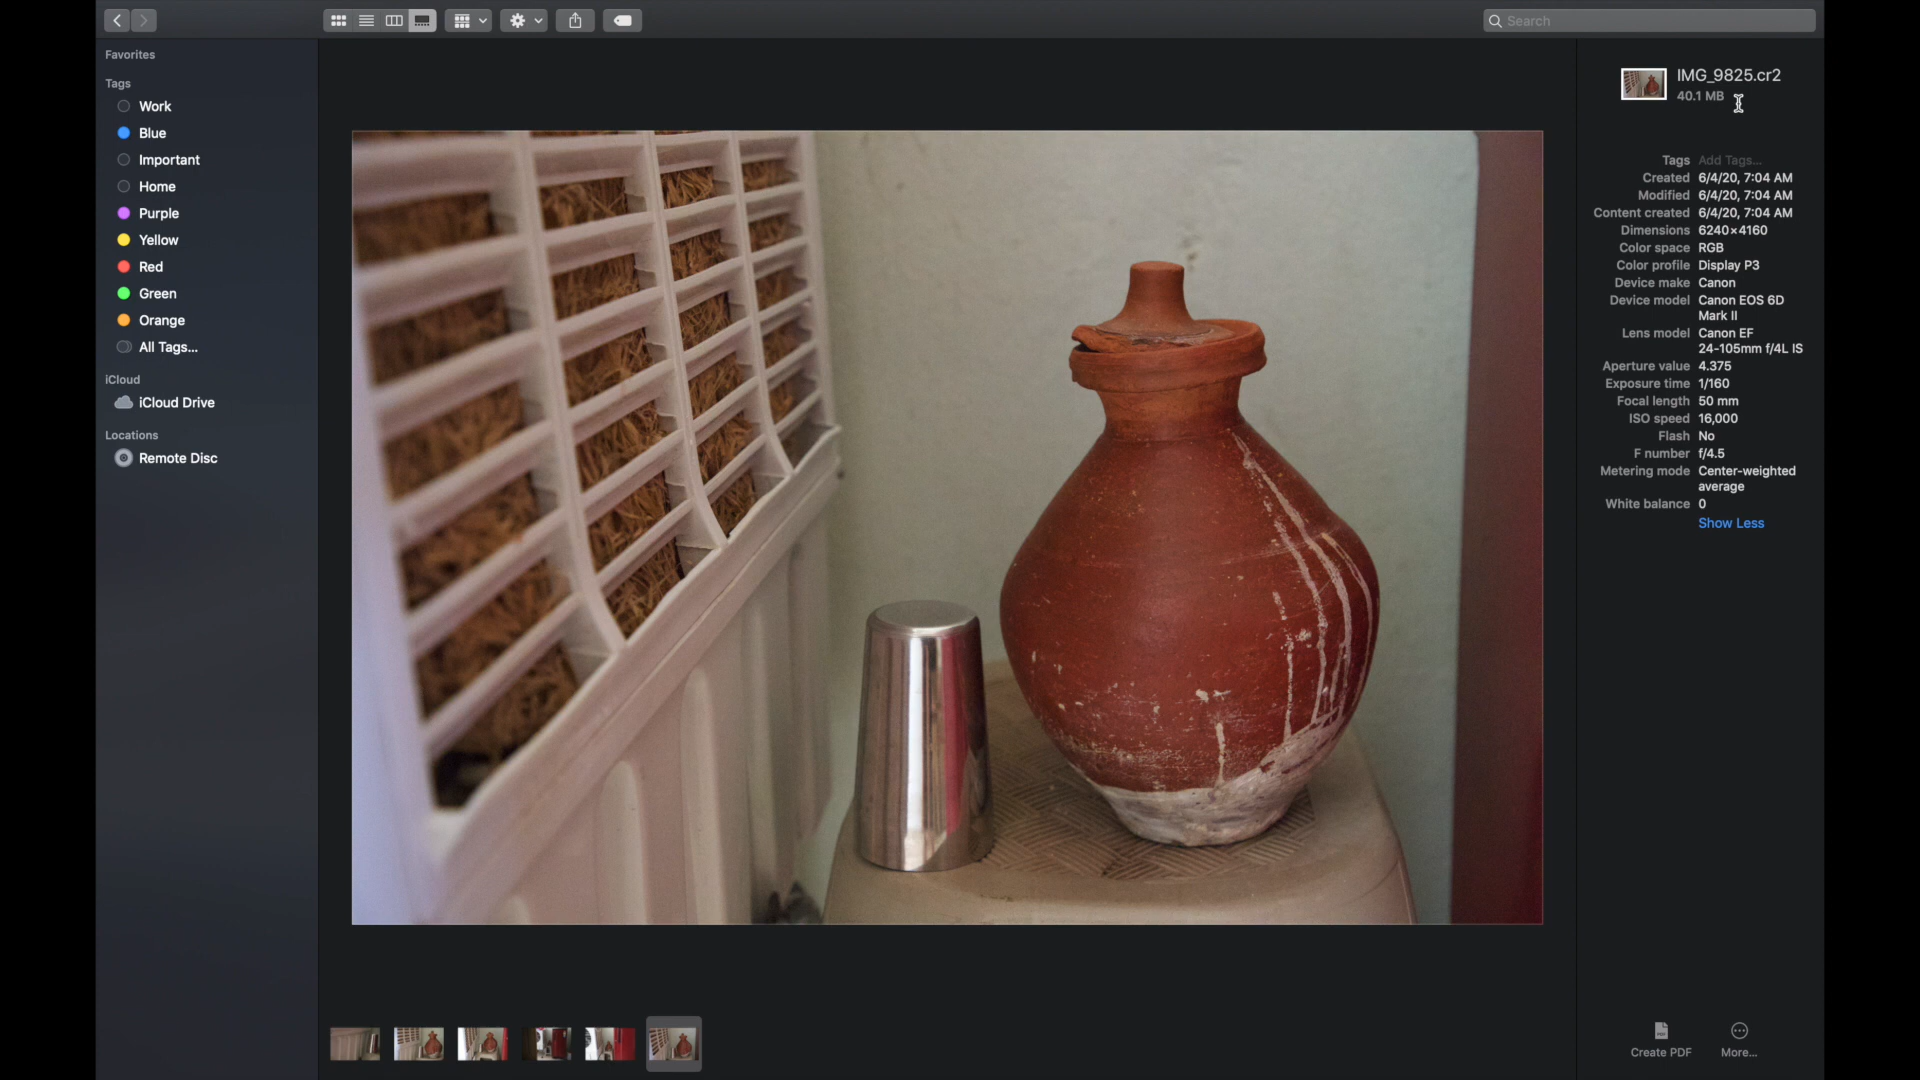 Search
Favorites
Tags
Work
Blue
Important
Home
Purple
Yellow
Red
Green
Orange
All Tags...
iCloud
iCloud Drive
Locations
Remote Disc
IMG_9825.cr2
40.1 MB
Tags Add Tags...
Created 6/4/20, 7:04 AM
Modified 6/4/20, 7:04 AM
Content created 6/4/20, 7:04 AM
Dimensions 6240×4160
Color space RGB
Color profile Display P3
Device make Canon
Device model Canon EOS 6D
Mark II
Lens model Canon EF
24-105mm f/4L IS
Aperture value 4.375
Exposure time 1/160
Focal length 50 mm
ISO speed 16,000
Flash No
F number f/4.5
Metering mode Center-weighted
average
White balance 0
Show Less
Create PDF
More...